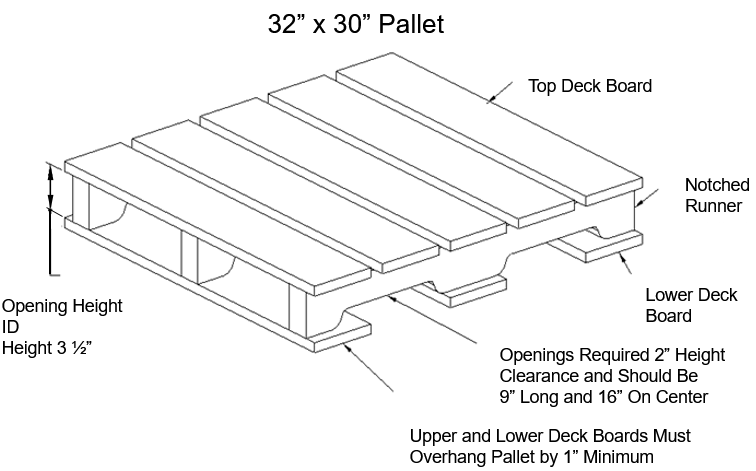 32” x 30” Pallet
Top Deck Board
Notched
Runner
Lower Deck
Board
Opening Height
ID
Height 3 ½”
Openings Required 2” Height
Clearance and Should Be
9” Long and 16” On Center
Upper and Lower Deck Boards Must
Overhang Pallet by 1” Minimum